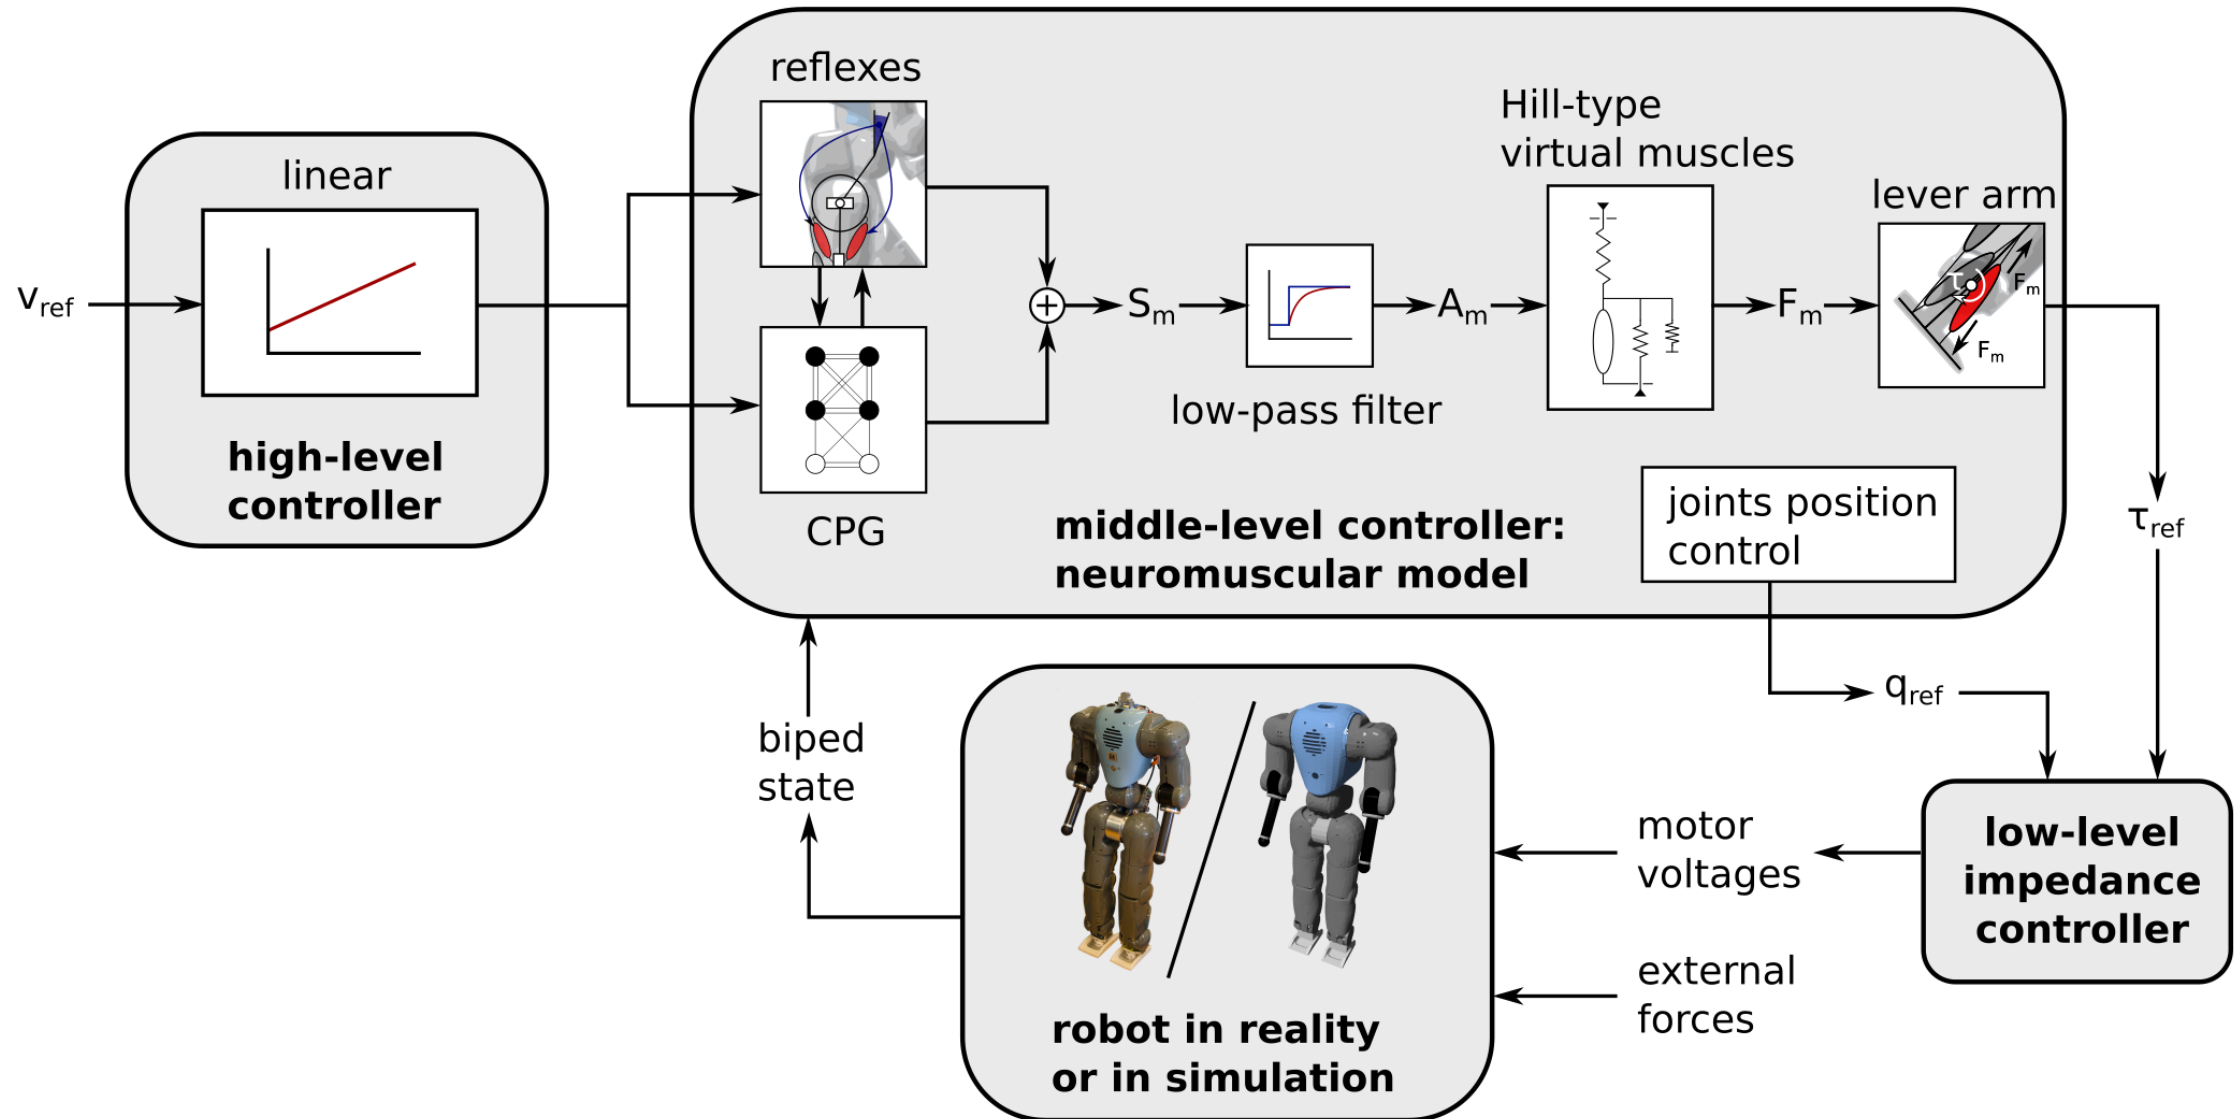 reflexes
Hill-type
virtual muscles
linear
lever arm
v_ref
+
S_m
A_m
F_m
τ
F_m
F_m
low-pass filter
high-level
controller
CPG
joints position
control
middle-level controller:
neuromuscular model
τ_ref
q_ref
biped
state
motor
voltages
low-level
impedance
controller
external
forces
robot in reality
or in simulation